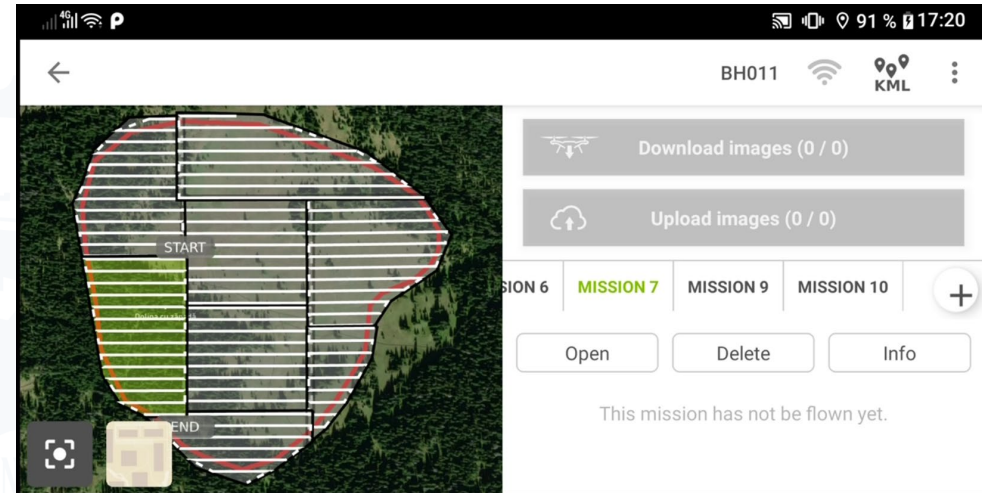 4G 91 % 17:20
BH011 KML
Download images (0 / 0)
Upload images (0 / 0)
START
SION 6 MISSION 7 MISSION 9 MISSION 10 +
Open Delete Info
This mission has not be flown yet.
END